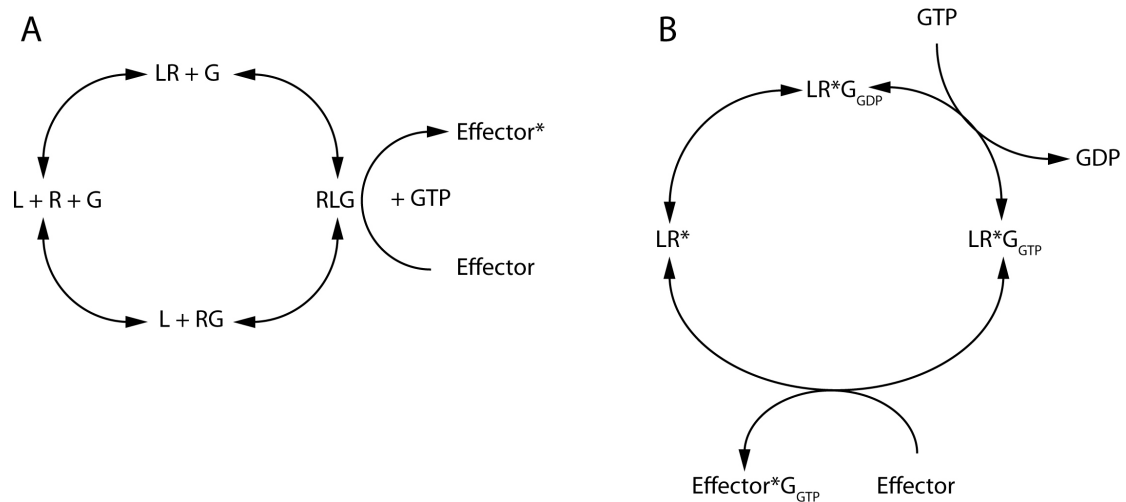 A
LR + G
Effector*
L + R + G
RLG
+ GTP
Effector
L + RG
B
GTP
LR*G_GDP
GDP
LR*
LR*G_GTP
Effector*G_GTP
Effector